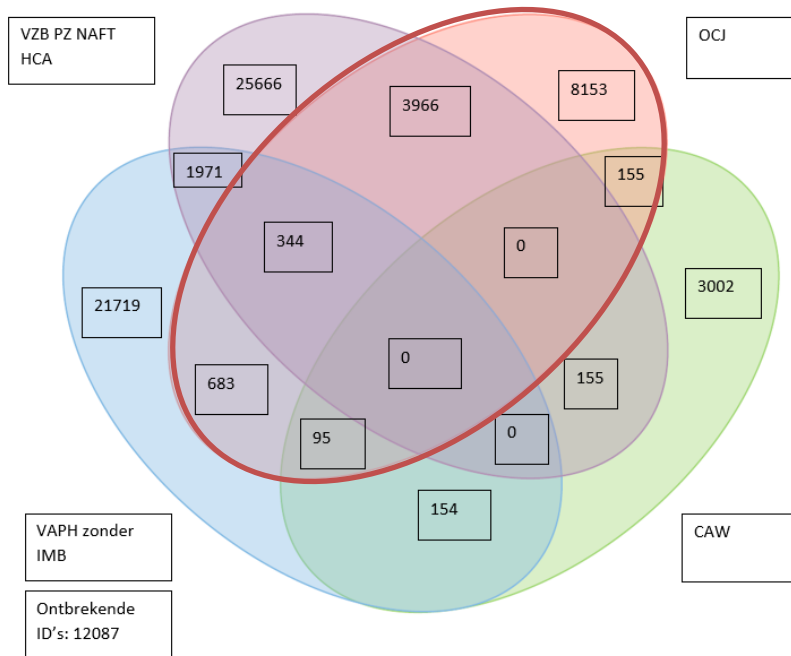 VZB PZ NAFT
HCA
OCJ
25666
3966
8153
1971
155
344
0
3002
21719
0
155
683
95
0
154
VAPH zonder
IMB
CAW
Ontbrekende
ID's: 12087